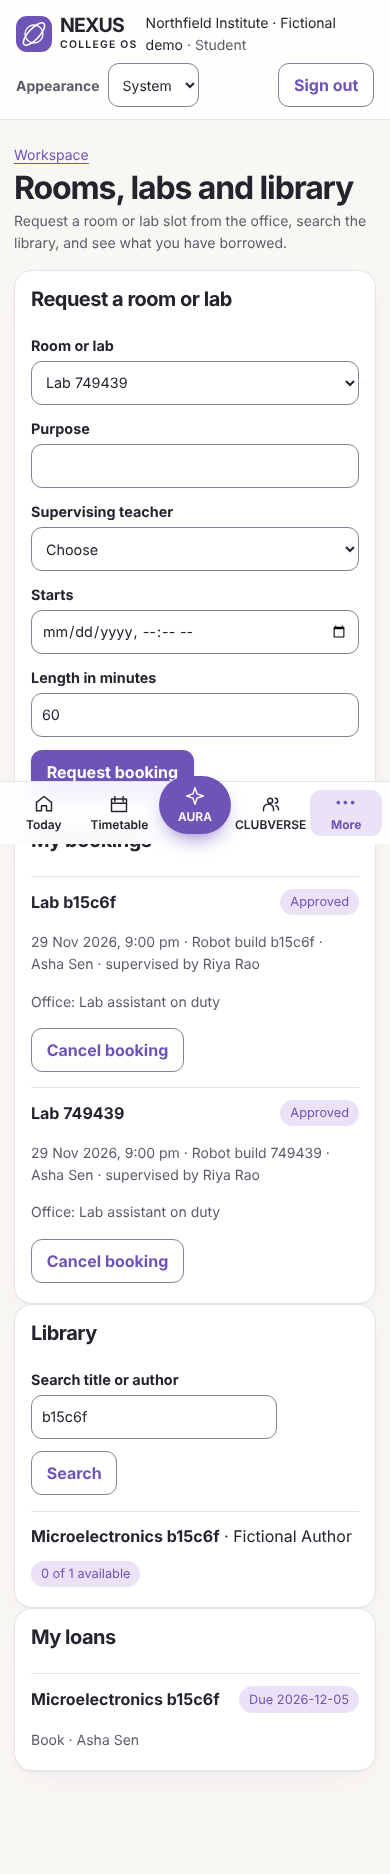 NEXUS
COLLEGE OS
Northfield Institute · Fictional
demo · Student
Appearance
System
Sign out
Workspace
Rooms, labs and library
Request a room or lab slot from the office, search the
library, and see what you have borrowed.
Request a room or lab
Room or lab
Lab 749439
Purpose
Supervising teacher
Choose
Starts
mm/dd/yyyy, --:-- --
Length in minutes
60
Request booking
Today
Timetable
AURA
CLUBVERSE
More
My bookings
Lab b15c6f
Approved
29 Nov 2026, 9:00 pm · Robot build b15c6f ·
Asha Sen · supervised by Riya Rao
Office: Lab assistant on duty
Cancel booking
Lab 749439
Approved
29 Nov 2026, 9:00 pm · Robot build 749439 ·
Asha Sen · supervised by Riya Rao
Office: Lab assistant on duty
Cancel booking
Library
Search title or author
b15c6f
Search
Microelectronics b15c6f · Fictional Author
0 of 1 available
My loans
Microelectronics b15c6f
Due 2026-12-05
Book · Asha Sen